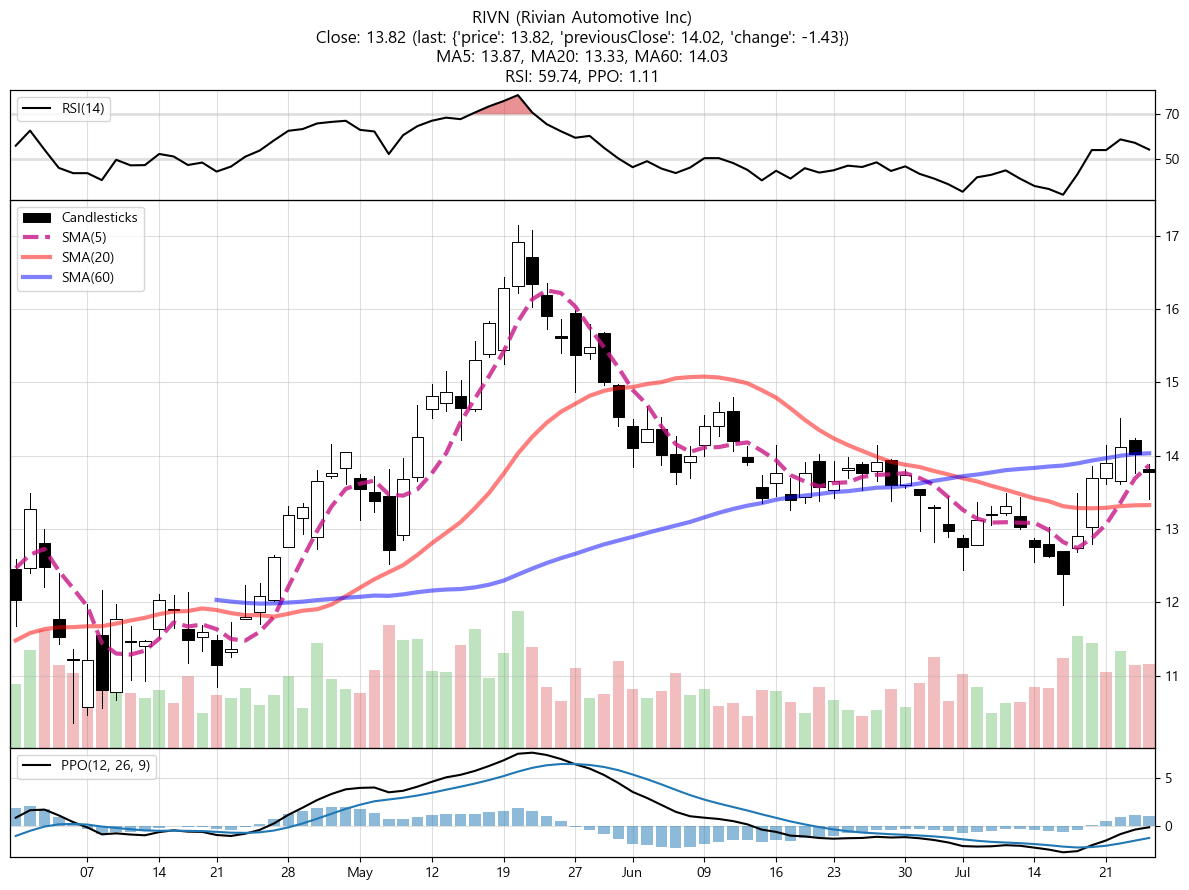 RIVN (Rivian Automotive Inc)
Close: 13.82 (last: {'price': 13.82, 'previousClose': 14.02, 'change': -1.43})
MA5: 13.87, MA20: 13.33, MA60: 14.03
RSI: 59.74, PPO: 1.11
RSI(14)
70
50
Candlesticks
SMA(5)
SMA(20)
SMA(60)
17
16
15
14
13
12
11
PPO(12, 26, 9)
5
0
07 14 21 28 May 12 19 27 Jun 09 16 23 30 Jul 14 21